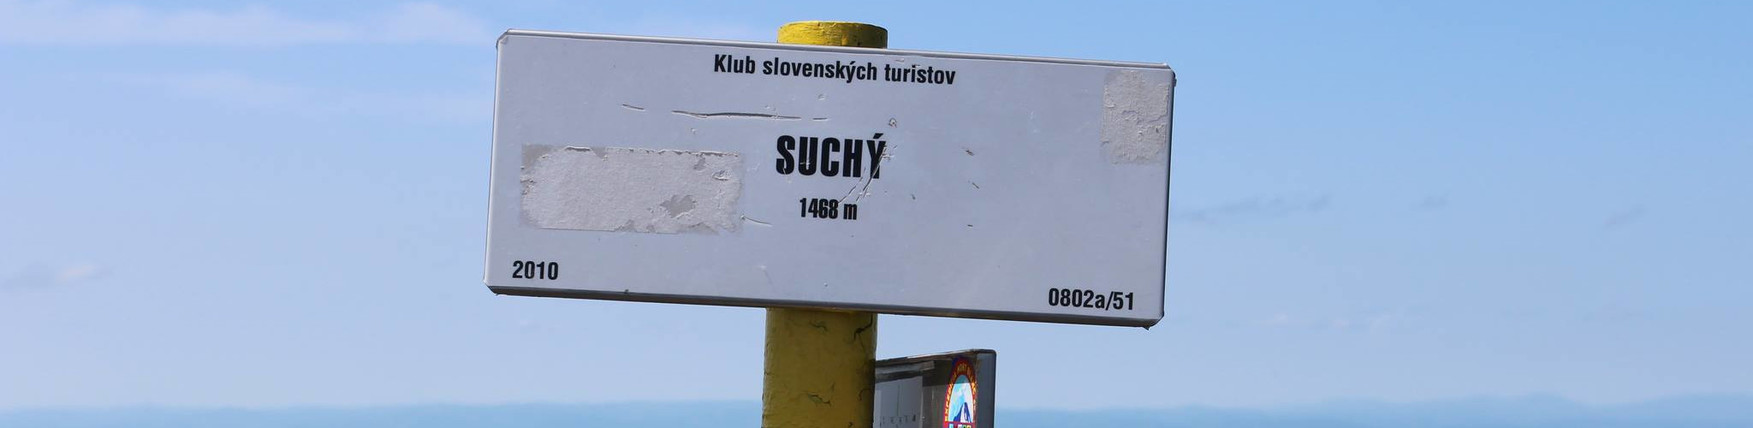 Klub slovenských turistov
SUCHÝ
1468 m
2010
0802a/51